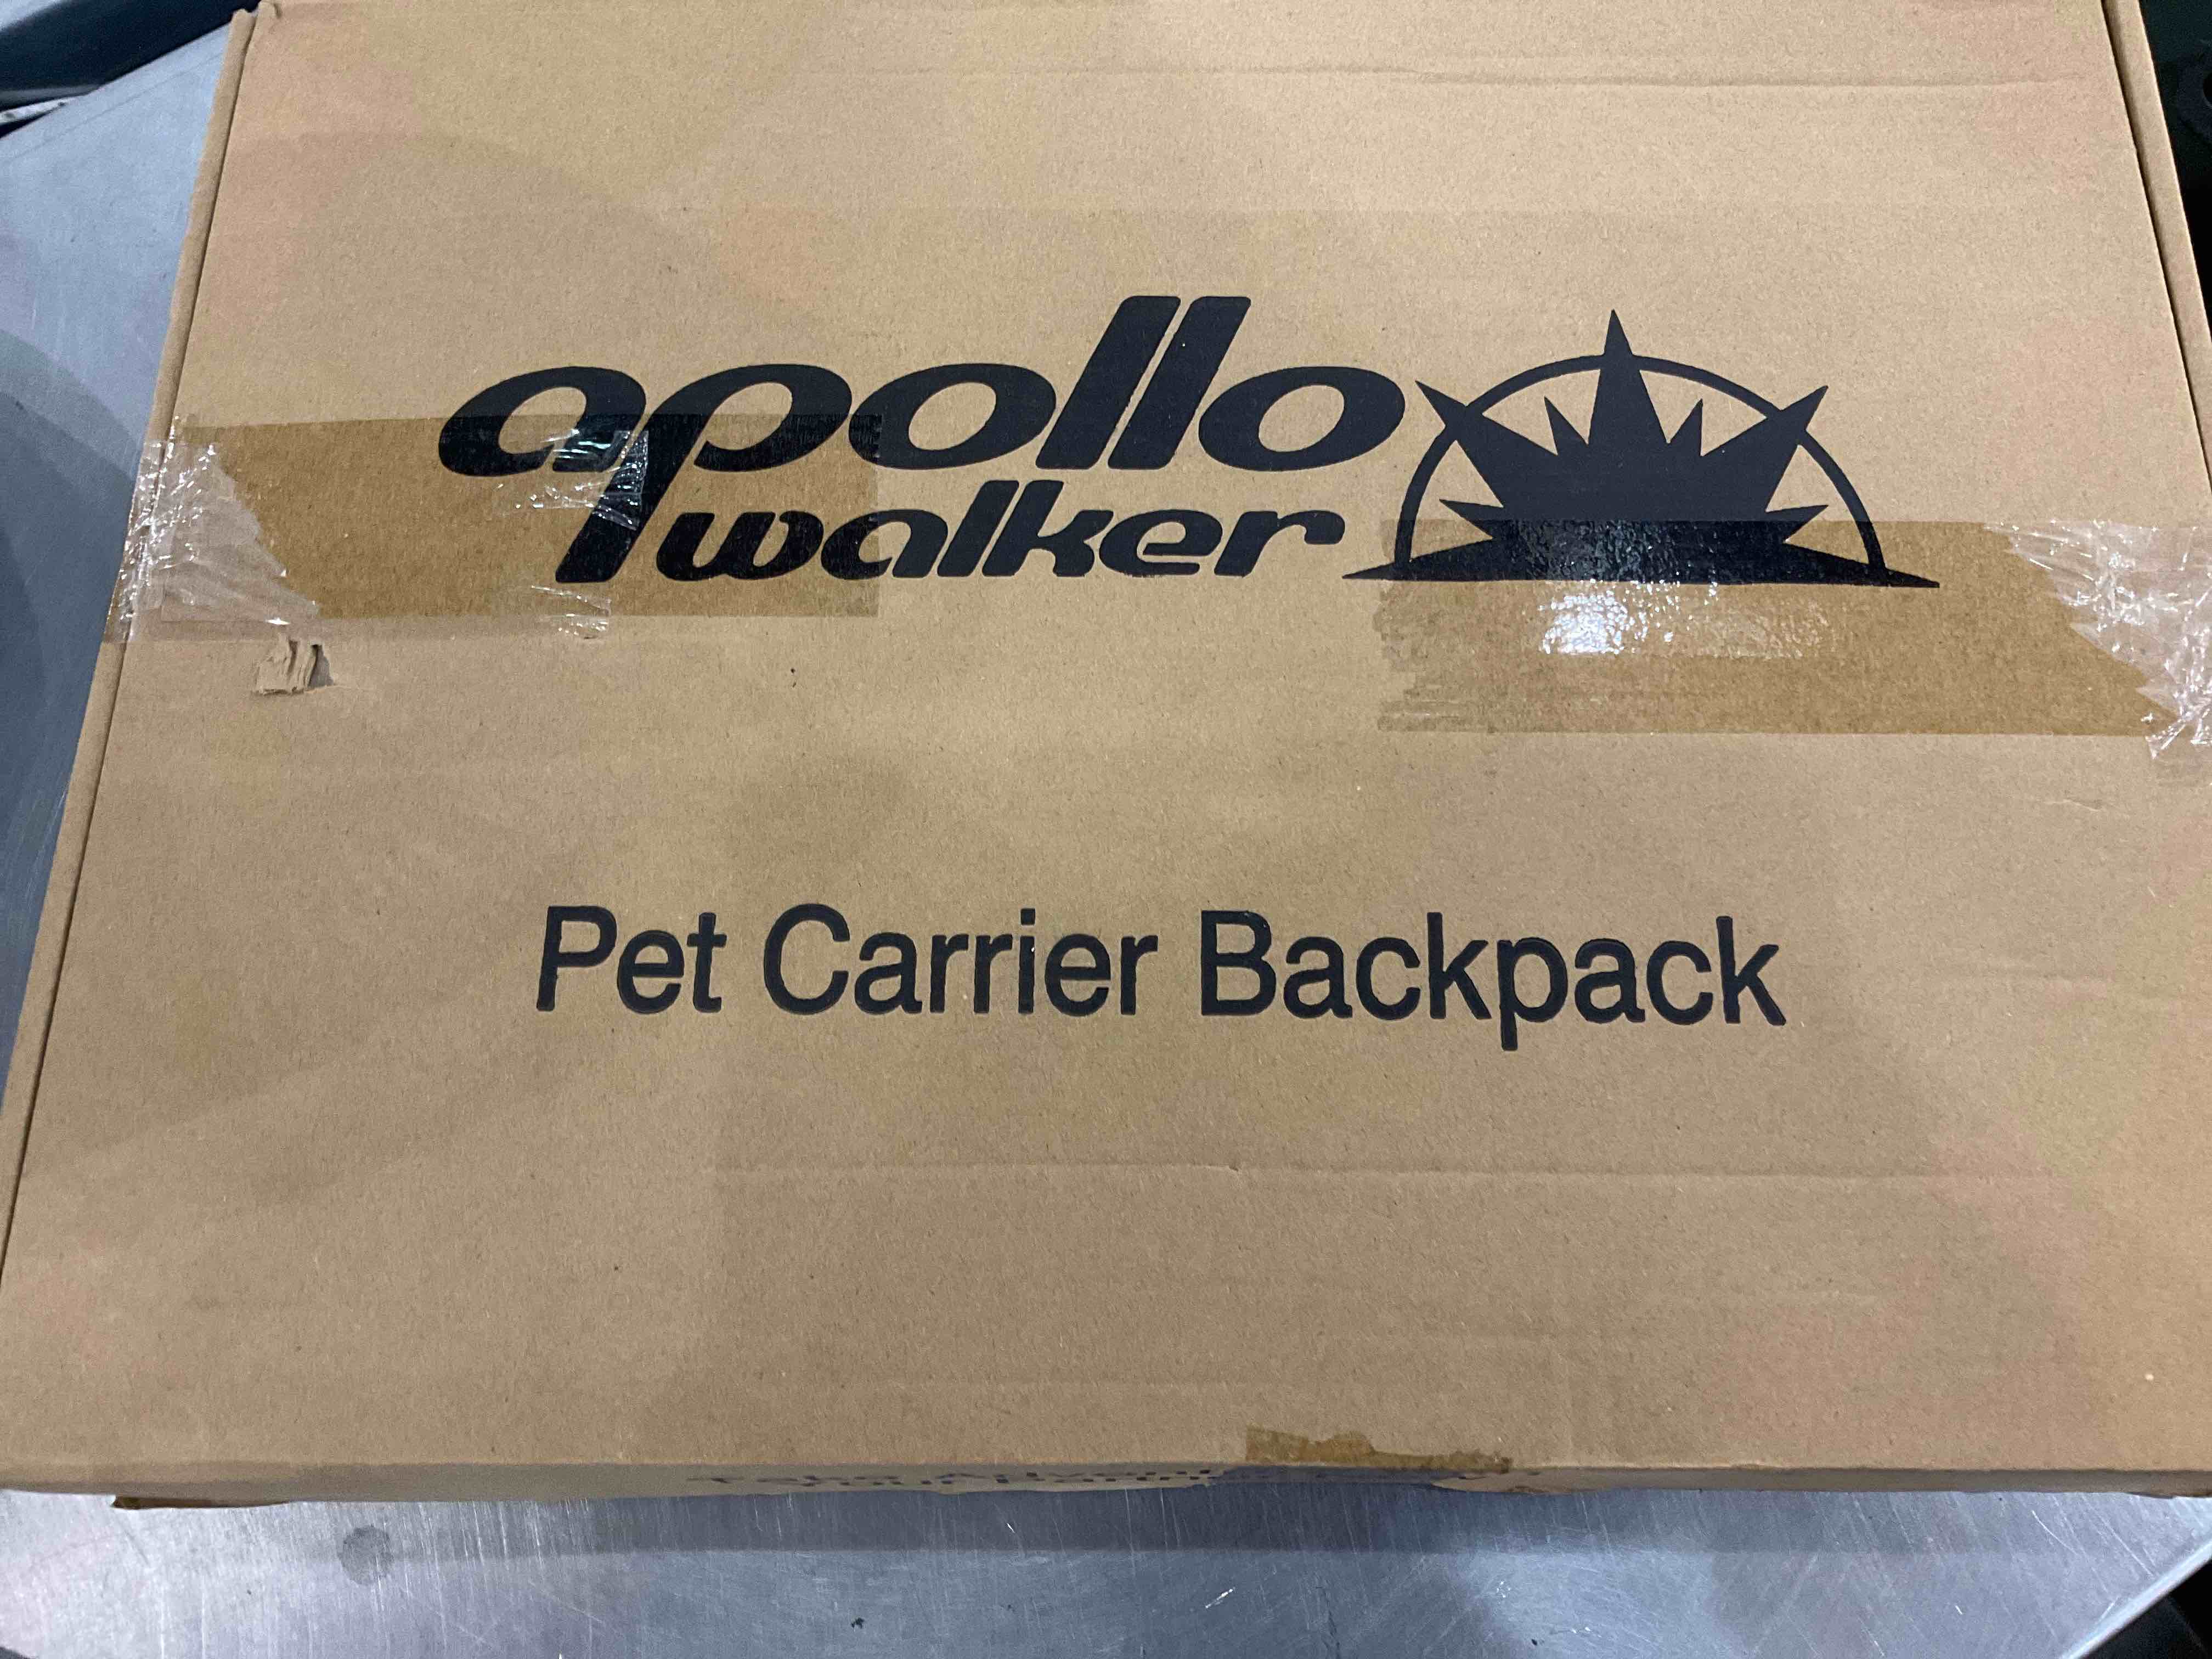 apollo
walker
Pet Carrier Backpack